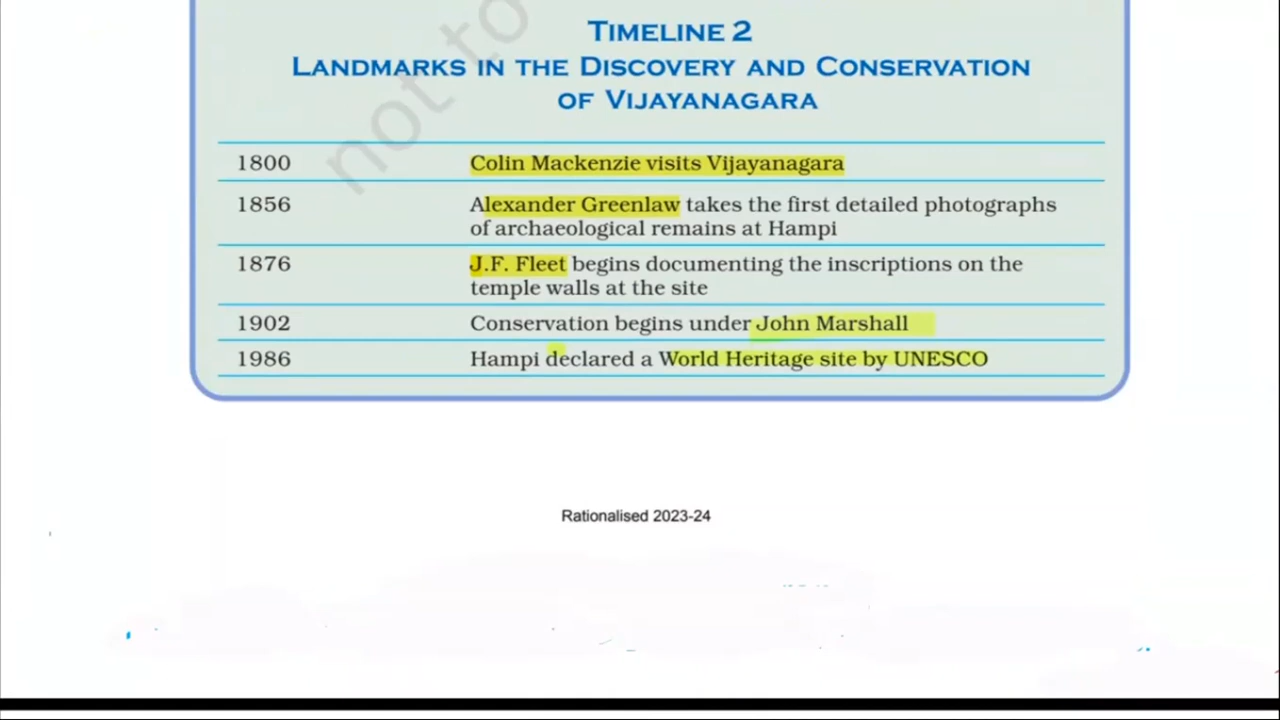 TIMELINE 2
LANDMARKS IN THE DISCOVERY AND CONSERVATION
OF VIJAYANAGARA
1800 Colin Mackenzie visits Vijayanagara
1856 Alexander Greenlaw takes the first detailed photographs
of archaeological remains at Hampi
1876 J.F. Fleet begins documenting the inscriptions on the
temple walls at the site
1902 Conservation begins under John Marshall
1986 Hampi declared a World Heritage site by UNESCO
not to
Rationalised 2023-24